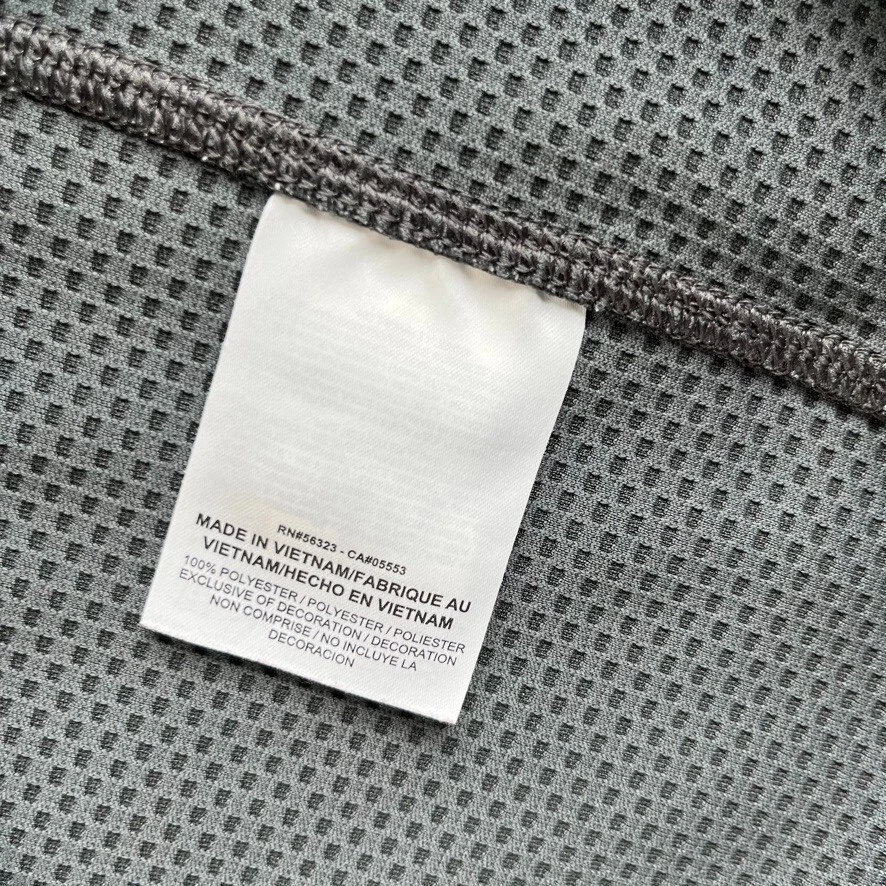 RN#56323 - CA#05553
MADE IN VIETNAM/FABRIQUE AU
VIETNAM/HECHO EN VIETNAM
100% POLYESTER / POLYESTER / POLIESTER
EXCLUSIVE OF DECORATION / DECORATION
NON COMPRISE / NO INCLUYE LA
DECORACION